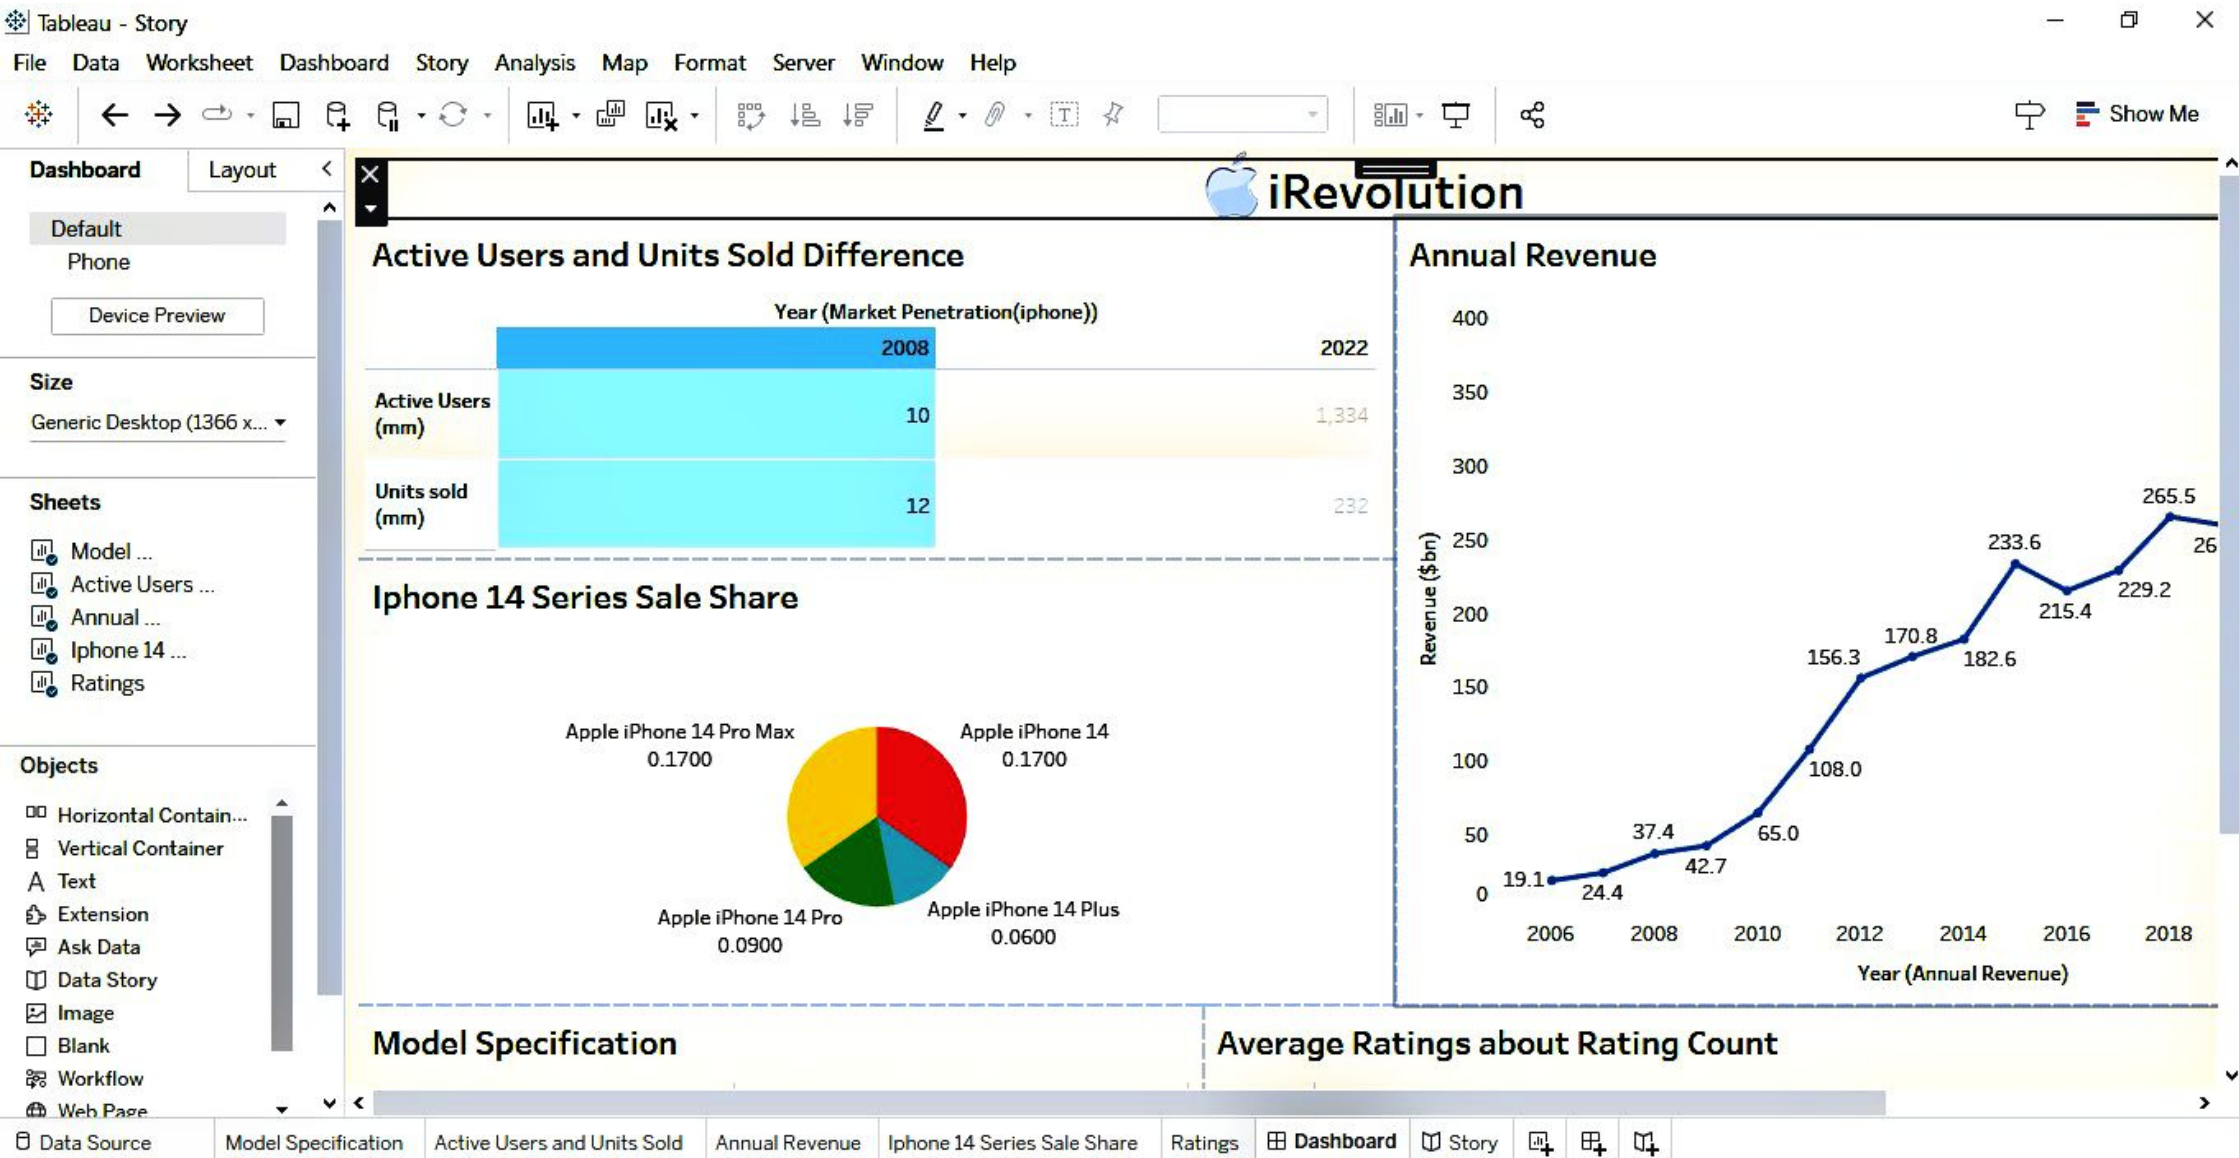 Tableau - Story
File Data Worksheet Dashboard Story Analysis Map Format Server Window Help
Show Me
Dashboard Layout
Default
Phone
Device Preview
Size
Generic Desktop (1366 x...
Sheets
Model ...
Active Users ...
Annual ...
Iphone 14 ...
Ratings
Objects
Horizontal Contain...
Vertical Container
Text
Extension
Ask Data
Data Story
Image
Blank
Workflow
Web Page
iRevolution
Active Users and Units Sold Difference
Year (Market Penetration(iphone))
2008 2022
Active Users
(mm)
10 1,334
Units sold
(mm)
12 232
Iphone 14 Series Sale Share
Apple iPhone 14 Pro Max
0.1700
Apple iPhone 14
0.1700
Apple iPhone 14 Pro
0.0900
Apple iPhone 14 Plus
0.0600
Annual Revenue
400
350
300
250
200
150
100
50
0
Revenue ($bn)
19.1
24.4
37.4
42.7
65.0
108.0
156.3
170.8
182.6
233.6
215.4
229.2
265.5
26
2006 2008 2010 2012 2014 2016 2018
Year (Annual Revenue)
Model Specification
Average Ratings about Rating Count
Data Source Model Specification Active Users and Units Sold Annual Revenue Iphone 14 Series Sale Share Ratings Dashboard Story